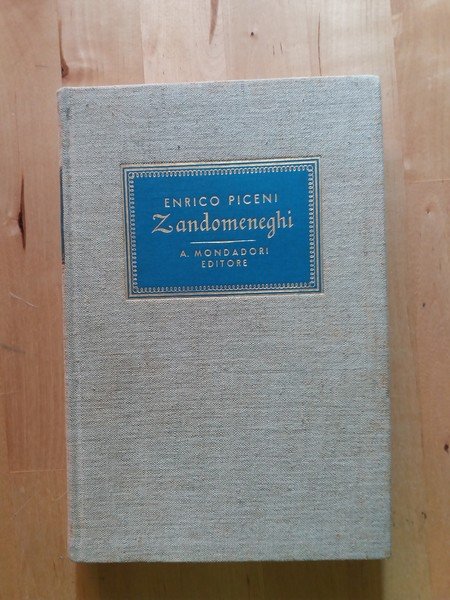 ENRICO PICENI
Zandomeneghi
A. MONDADORI
EDITORE